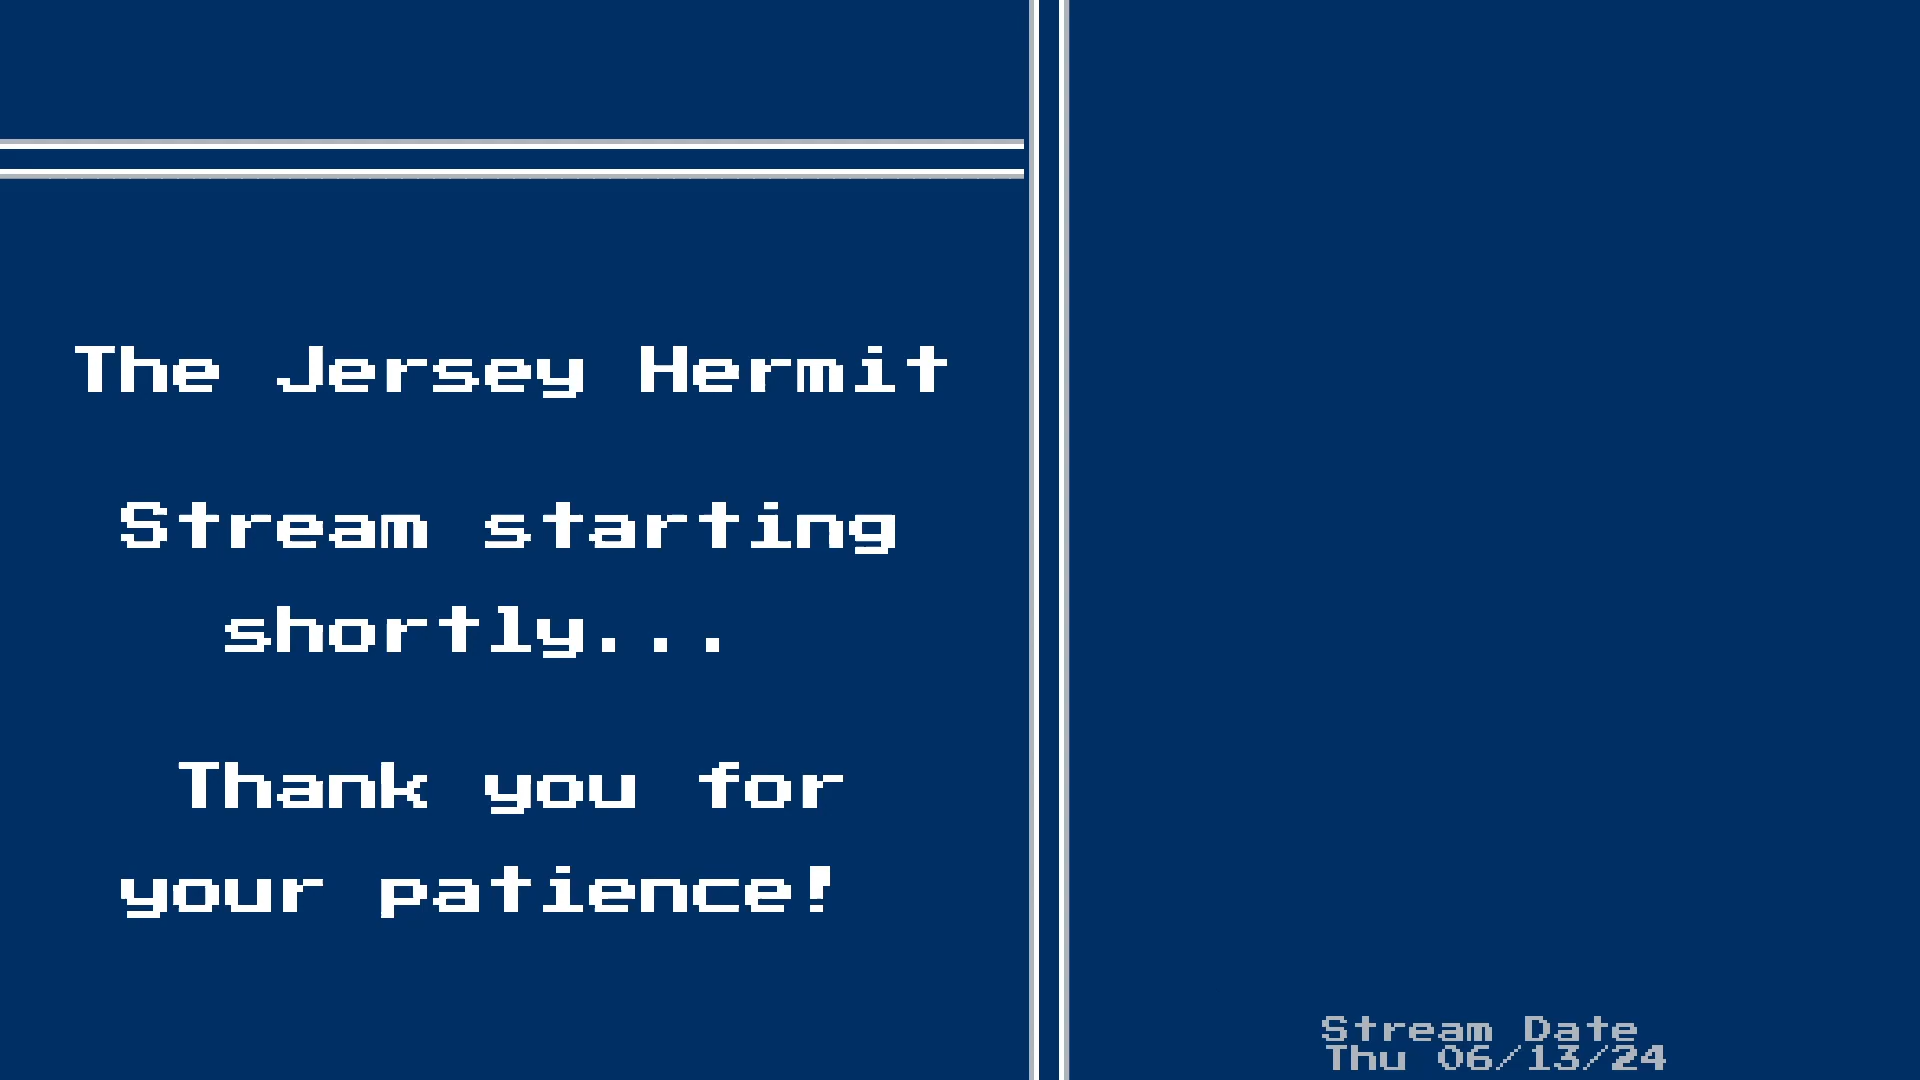 The Jersey Hermit
Stream starting
shortly...
Thank you for
your patience!
Stream Date
Thu 06/13/24